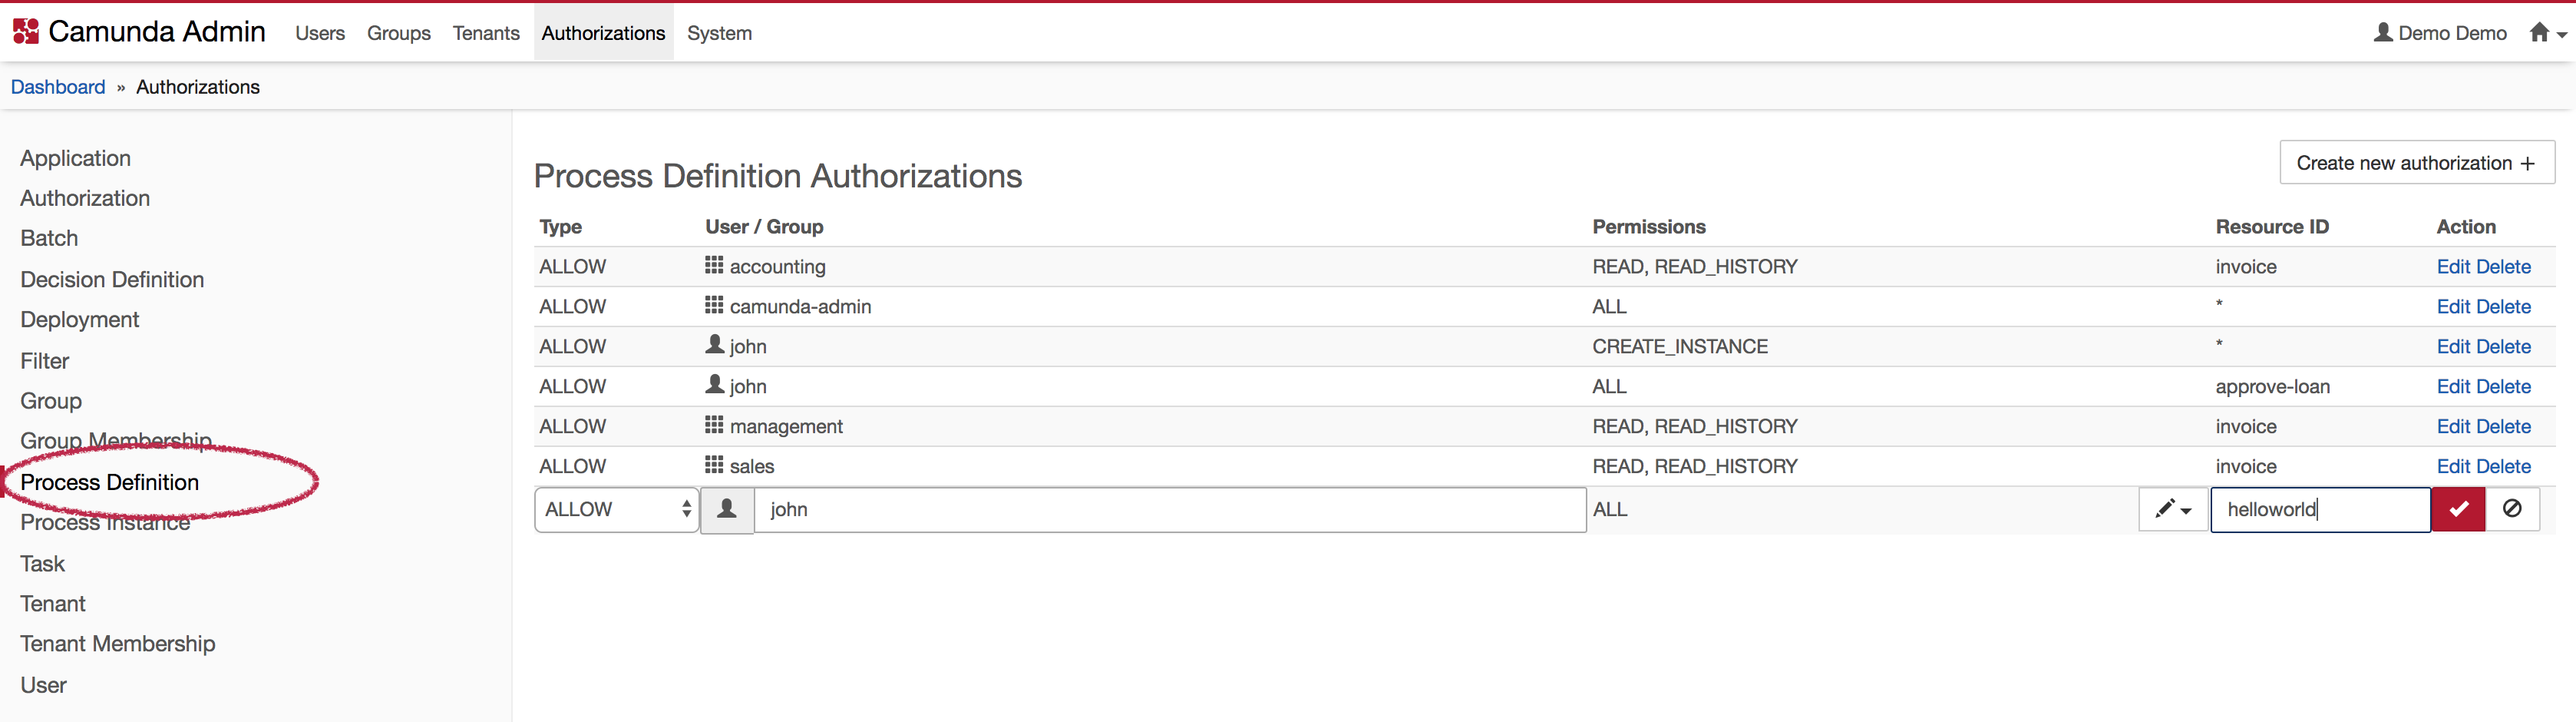 Camunda Admin Users Groups Tenants Authorizations System Demo Demo
Dashboard » Authorizations
Application
Authorization
Batch
Decision Definition
Deployment
Filter
Group
Group Membership
Process Definition
Process Instance
Task
Tenant
Tenant Membership
User
Create new authorization +
Process Definition Authorizations
Type User / Group Permissions Resource ID Action
ALLOW accounting READ, READ_HISTORY invoice Edit Delete
ALLOW camunda-admin ALL * Edit Delete
ALLOW john CREATE_INSTANCE * Edit Delete
ALLOW john ALL approve-loan Edit Delete
ALLOW management READ, READ_HISTORY invoice Edit Delete
ALLOW sales READ, READ_HISTORY invoice Edit Delete
ALLOW john ALL helloworld